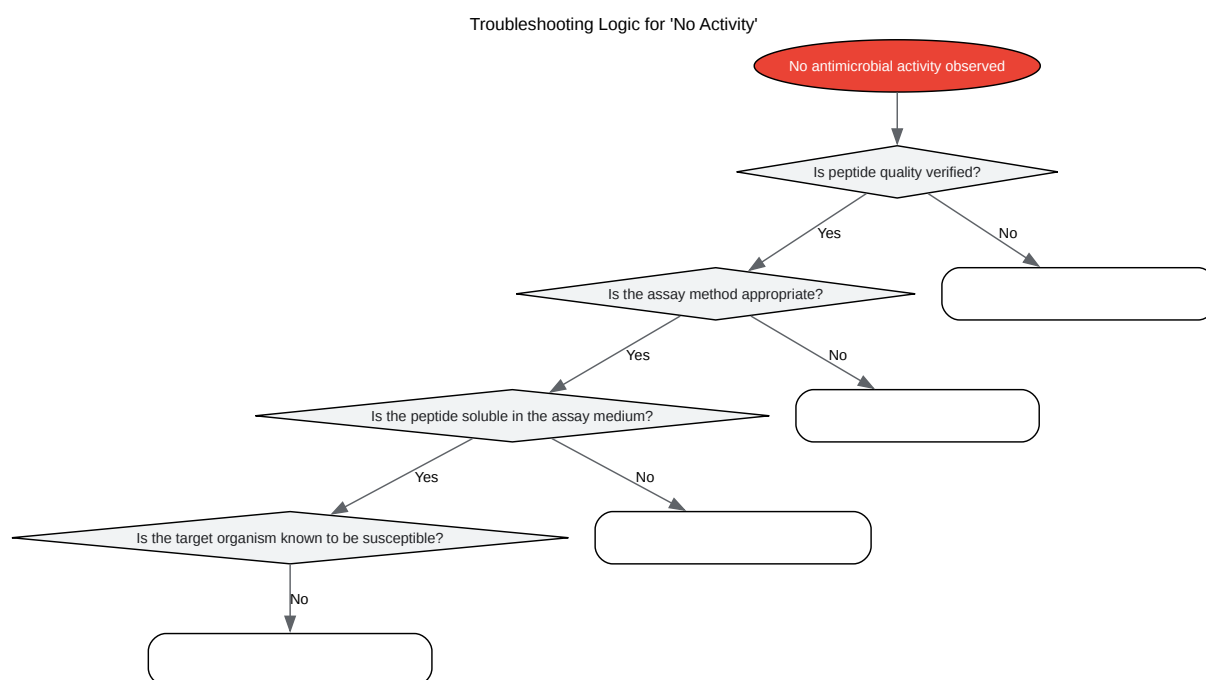 Troubleshooting Logic for 'No Activity'
No antimicrobial activity observed
Is peptide quality verified?
Yes
No
Is the assay method appropriate?
Yes
No
Is the peptide soluble in the assay medium?
Yes
No
Is the target organism known to be susceptible?
No